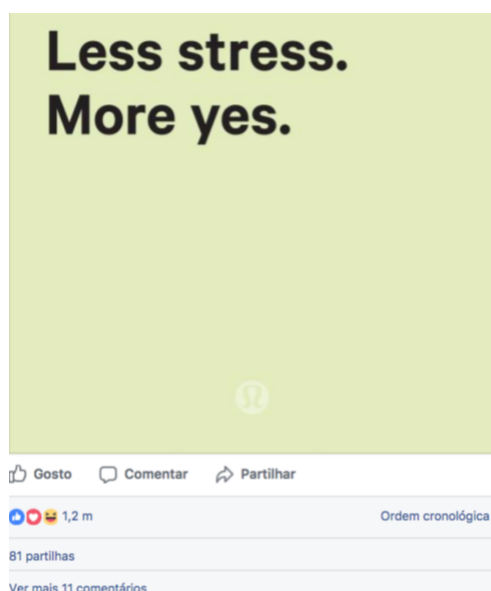 Less stress.
More yes.
Gosto Comentar Partilhar
1,2 m Ordem cronológica
81 partilhas
Ver mais 11 comentários